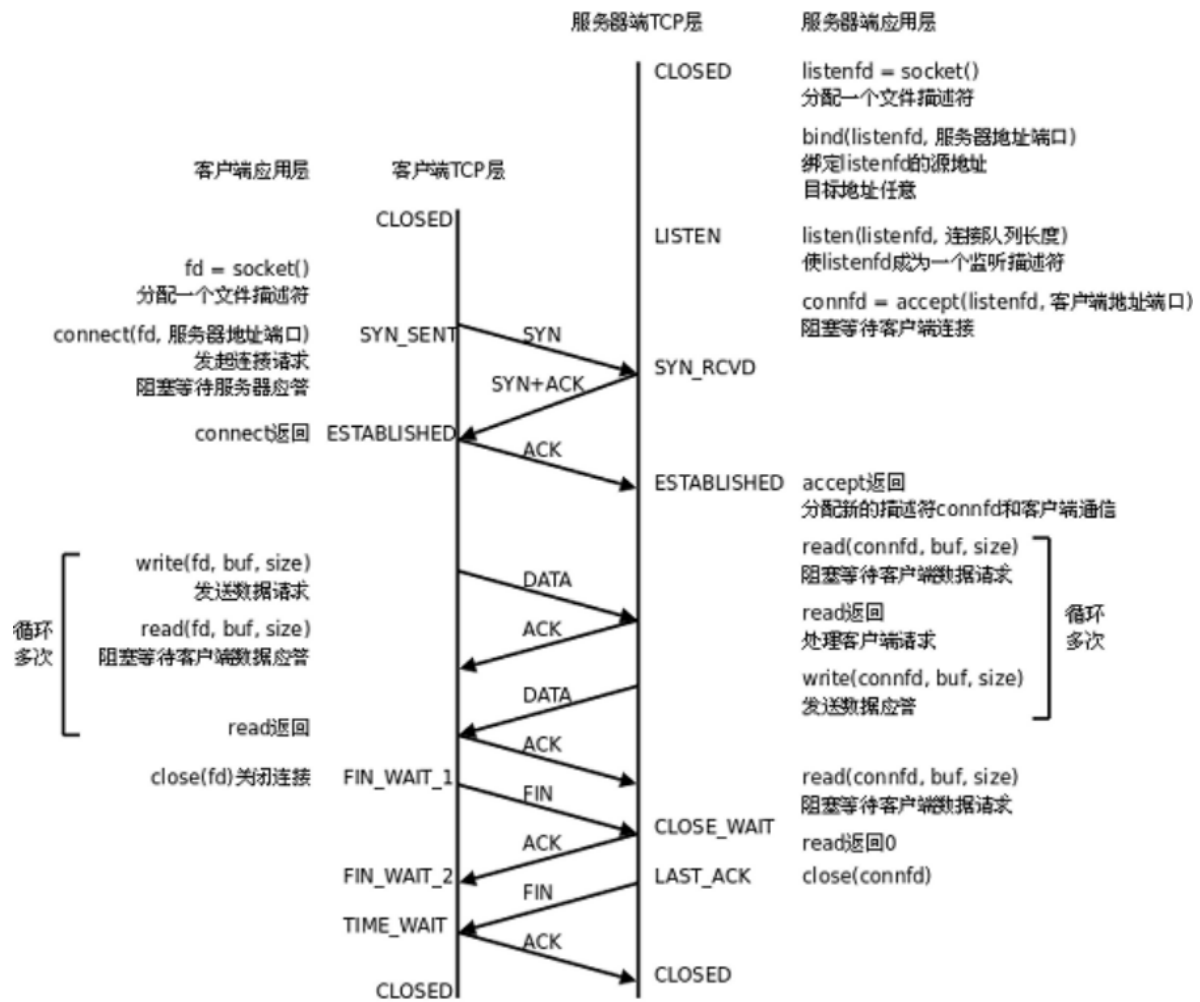 服务器端TCP层 服务器端应用层
CLOSED listenfd = socket()
分配一个文件描述符
bind(listenfd, 服务器地址端口)
绑定listenfd的源地址
目标地址任意
客户端应用层 客户端TCP层
CLOSED
LISTEN listen(listenfd, 连接队列长度)
使listenfd成为一个监听描述符
fd = socket()
分配一个文件描述符
connfd = accept(listenfd, 客户端地址端口)
阻塞等待客户端连接
connect(fd, 服务器地址端口) SYN_SENT SYN
发起连接请求
阻塞等待服务器应答
SYN_RCVD
SYN+ACK
connect返回 ESTABLISHED
ACK
ESTABLISHED accept返回
分配新的描述符connfd和客户端通信
read(connfd, buf, size)
阻塞等待客户端数据请求
write(fd, buf, size)
发送数据请求
DATA
read返回
处理客户端请求
循环
多次
read(fd, buf, size)
阻塞等待客户端数据应答
ACK
循环
多次
write(connfd, buf, size)
发送数据应答
DATA
read返回
ACK
close(fd)关闭连接 FIN_WAIT_1
FIN
read(connfd, buf, size)
阻塞等待客户端数据请求
CLOSE_WAIT
read返回0
ACK
FIN_WAIT_2
LAST_ACK close(connfd)
FIN
TIME_WAIT
ACK
CLOSED
CLOSED